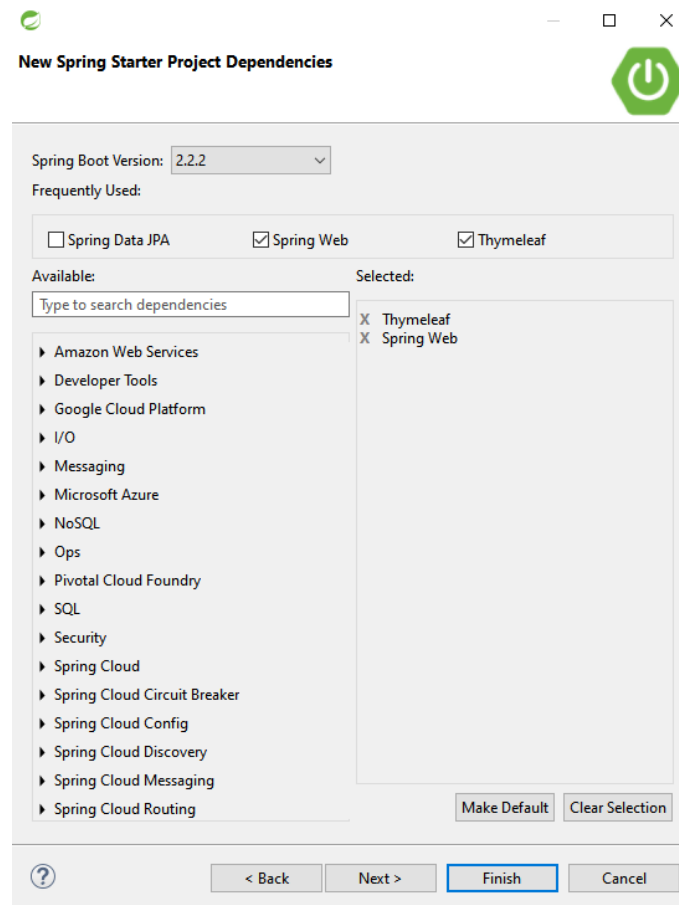 New Spring Starter Project Dependencies
Spring Boot Version: 2.2.2
Frequently Used:
Spring Data JPA Spring Web Thymeleaf
Available: Selected:
Type to search dependencies
X Thymeleaf
X Spring Web
Amazon Web Services
Developer Tools
Google Cloud Platform
I/O
Messaging
Microsoft Azure
NoSQL
Ops
Pivotal Cloud Foundry
SQL
Security
Spring Cloud
Spring Cloud Circuit Breaker
Spring Cloud Config
Spring Cloud Discovery
Spring Cloud Messaging
Spring Cloud Routing
Make Default Clear Selection
? < Back Next > Finish Cancel